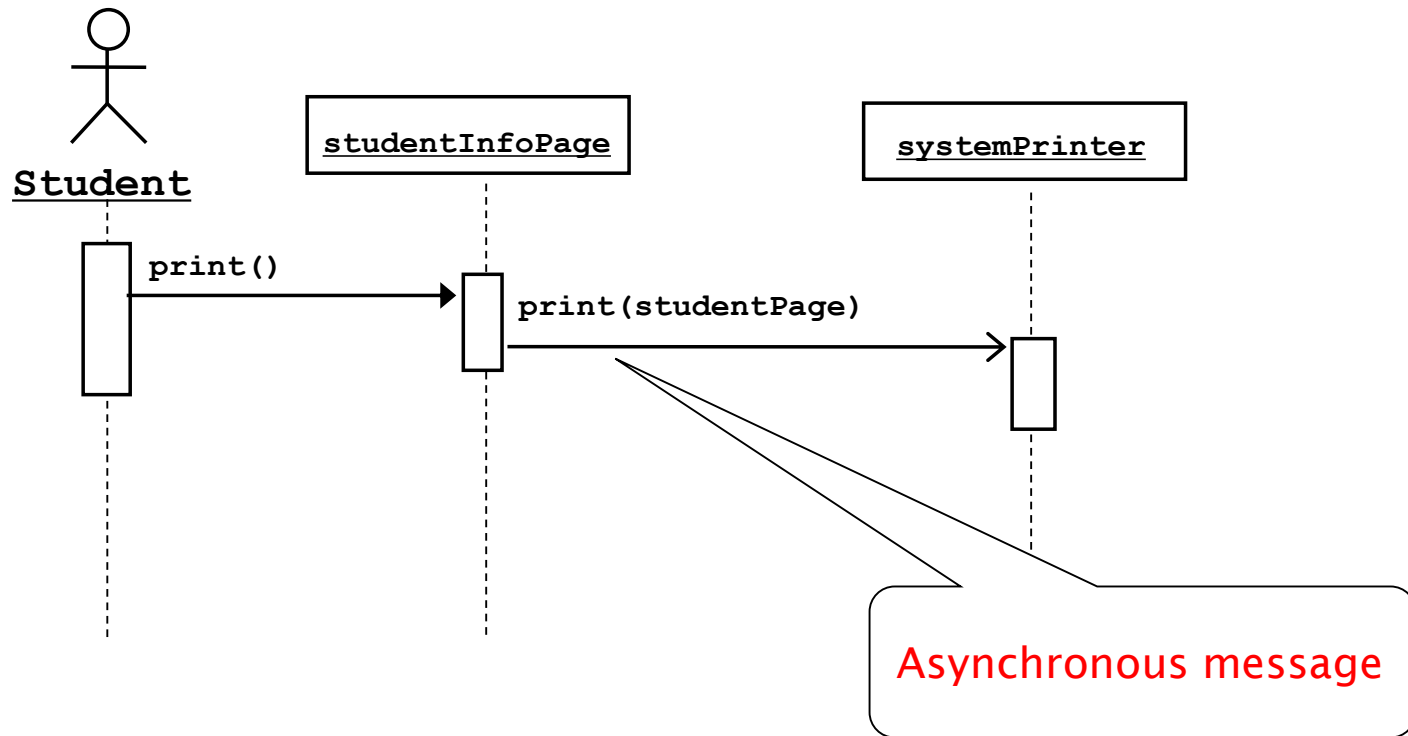 studentInfoPage
systemPrinter
Student
print()
print(studentPage)
Asynchronous message